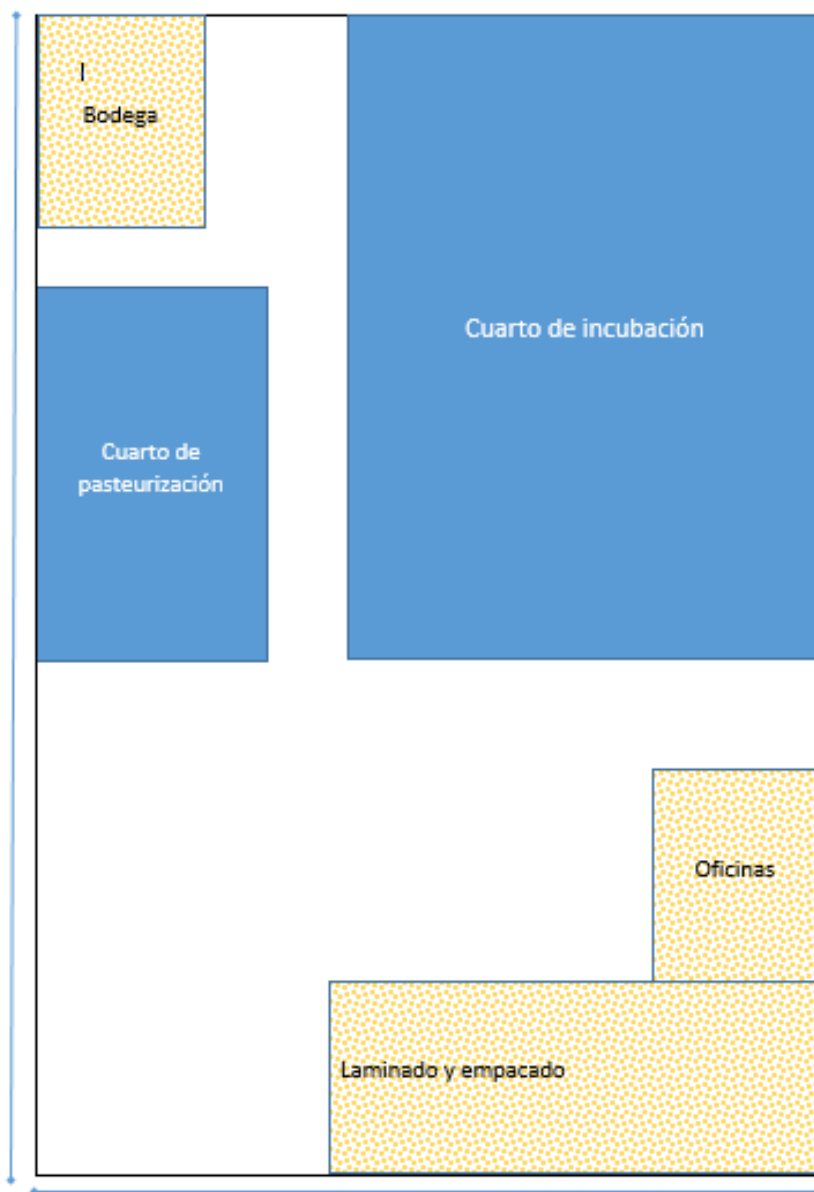 Bodega
Cuarto de incubación
Cuarto de
pasteurización
Oficinas
Laminado y empacado